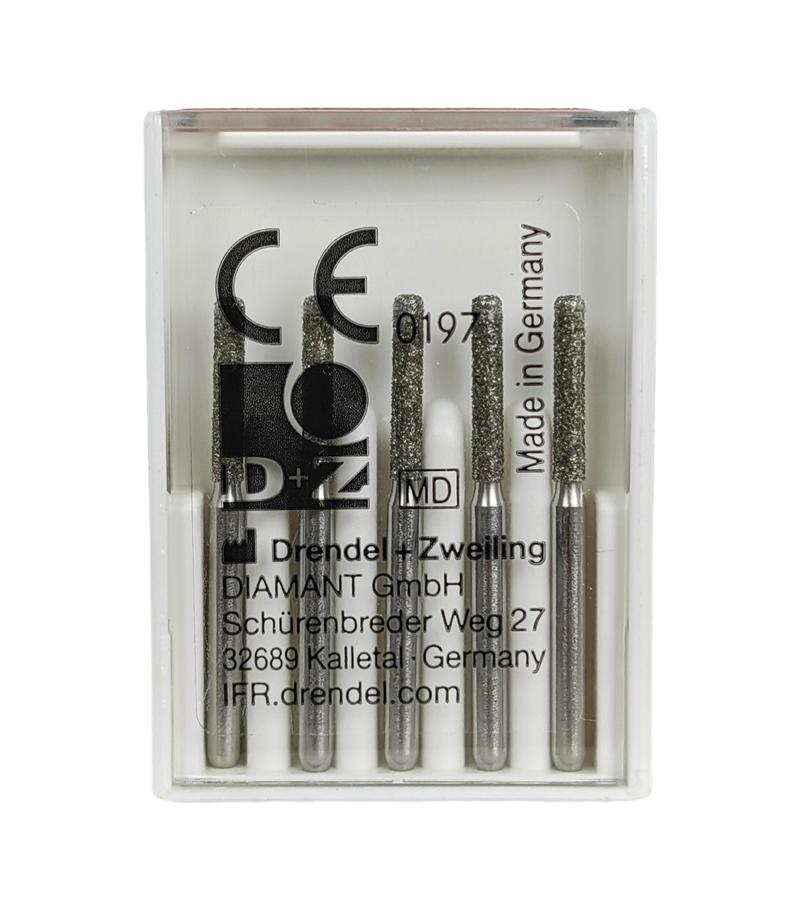 CE
0197
Made in Germany
D+Z
MD
Drendel + Zweiling
DIAMANT GmbH
Schürenbreder Weg 27
32689 Kalletal · Germany
IFR.drendel.com